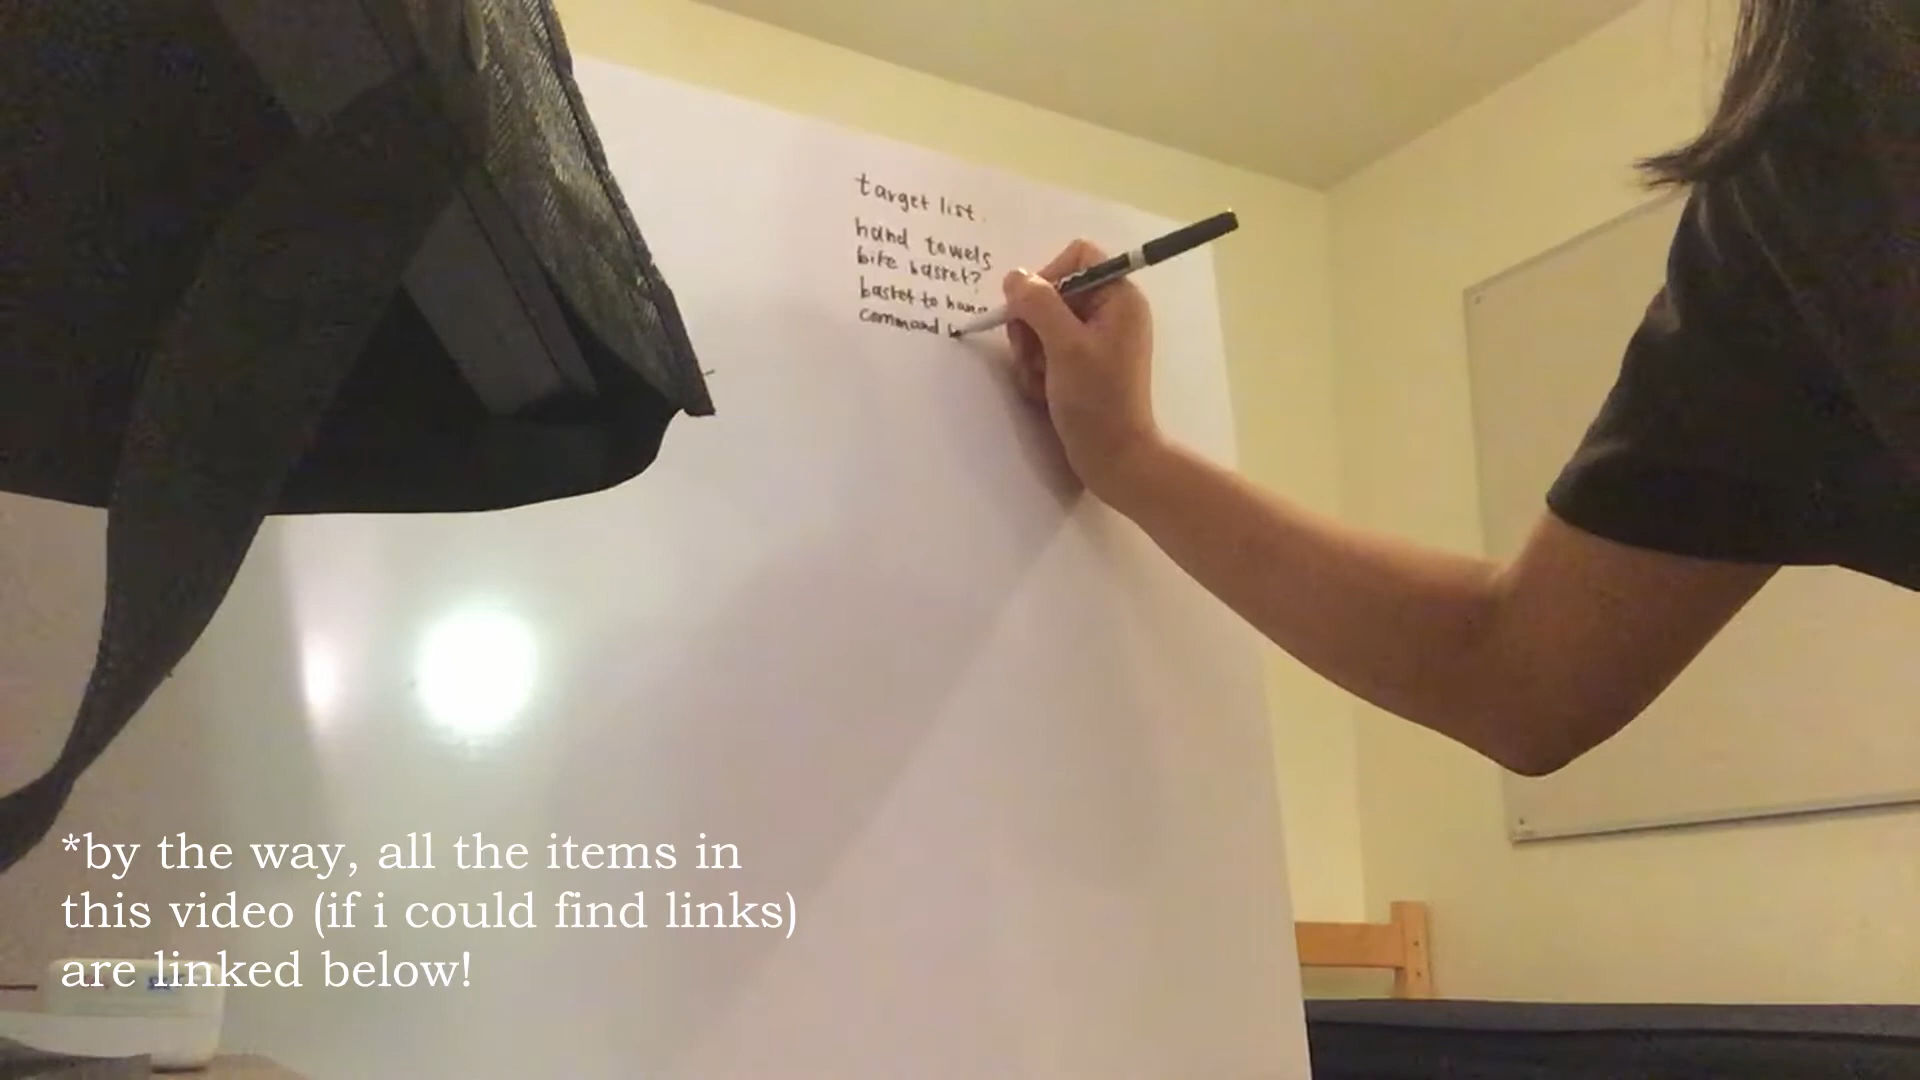 target list.
hand towels
bike basket?
basket to hang
command
*by the way, all the items in
this video (if i could find links)
are linked below!